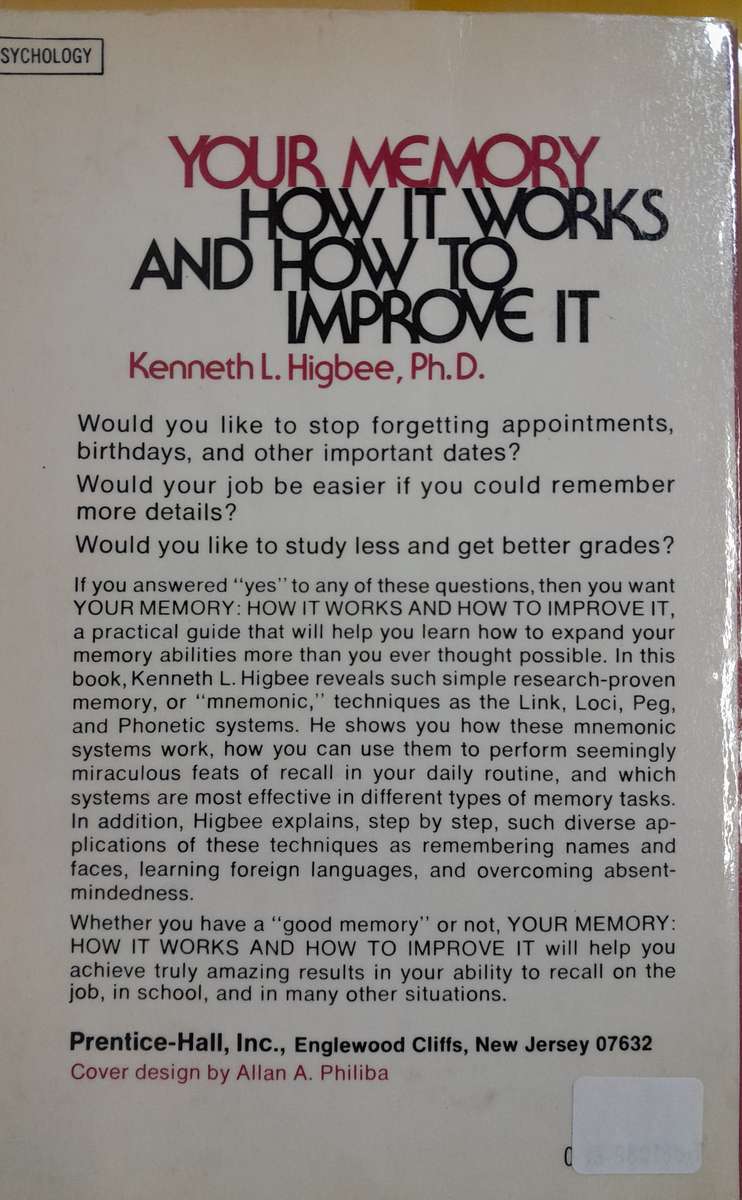 SYCHOLOGY
YOUR MEMORY
HOW IT WORKS
AND HOW TO
IMPROVE IT
Kenneth L. Higbee, Ph.D.
Would you like to stop forgetting appointments,
birthdays, and other important dates?
Would your job be easier if you could remember
more details?
Would you like to study less and get better grades?
If you answered "yes" to any of these questions, then you want
YOUR MEMORY: HOW IT WORKS AND HOW TO IMPROVE IT,
a practical guide that will help you learn how to expand your
memory abilities more than you ever thought possible. In this
book, Kenneth L. Higbee reveals such simple research-proven
memory, or "mnemonic," techniques as the Link, Loci, Peg,
and Phonetic systems. He shows you how these mnemonic
systems work, how you can use them to perform seemingly
miraculous feats of recall in your daily routine, and which
systems are most effective in different types of memory tasks.
In addition, Higbee explains, step by step, such diverse ap-
plications of these techniques as remembering names and
faces, learning foreign languages, and overcoming absent-
mindedness.
Whether you have a "good memory" or not, YOUR MEMORY:
HOW IT WORKS AND HOW TO IMPROVE IT will help you
achieve truly amazing results in your ability to recall on the
job, in school, and in many other situations.
Prentice-Hall, Inc., Englewood Cliffs, New Jersey 07632
Cover design by Allan A. Philiba